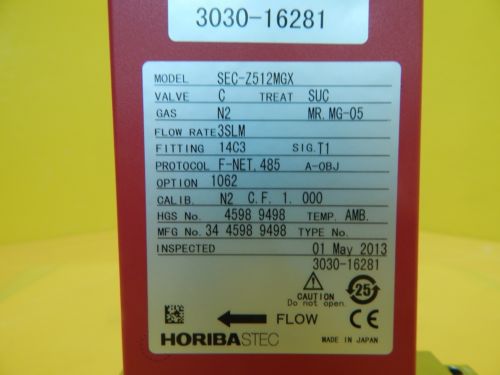 3030-16281
MODEL SEC-Z512MGX
VALVE C TREAT SUC
GAS N2 MR. MG-05
FLOW RATE 3SLM
FITTING 14C3 SIG. T1
PROTOCOL F-NET. 485 A-OBJ
OPTION 1062
CALIB. N2 C.F. 1. 000
HGS No. 4598 9498 TEMP. AMB.
MFG No. 34 4598 9498 TYPE No.
INSPECTED 01 May 2013
3030-16281
CAUTION
Do not open.
25
FLOW CE
HORIBASTEC MADE IN JAPAN